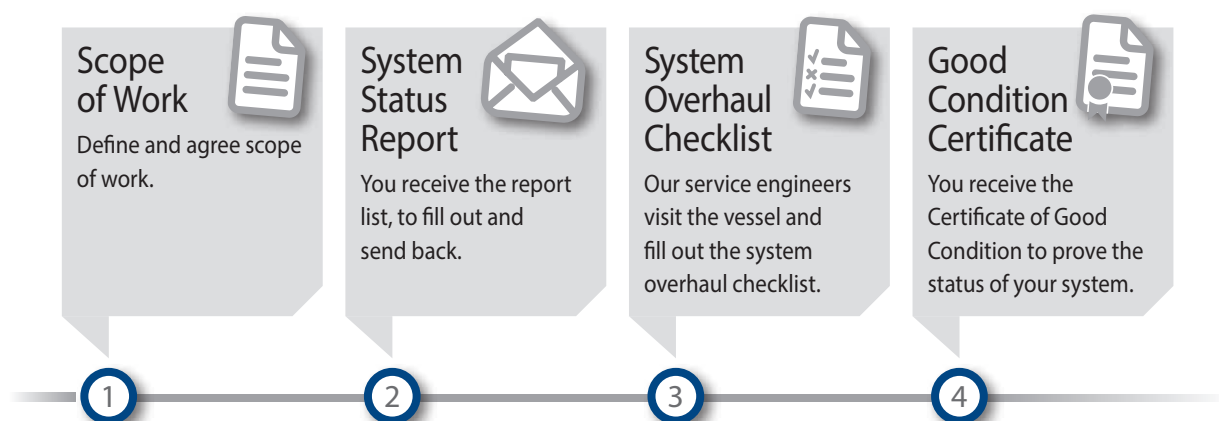 Scope
of Work
Define and agree scope
of work.
1
System
Status
Report
You receive the report
list, to fill out and
send back.
2
System
Overhaul
Checklist
Our service engineers
visit the vessel and
fill out the system
overhaul checklist.
3
Good
Condition
Certificate
You receive the
Certificate of Good
Condition to prove the
status of your system.
4